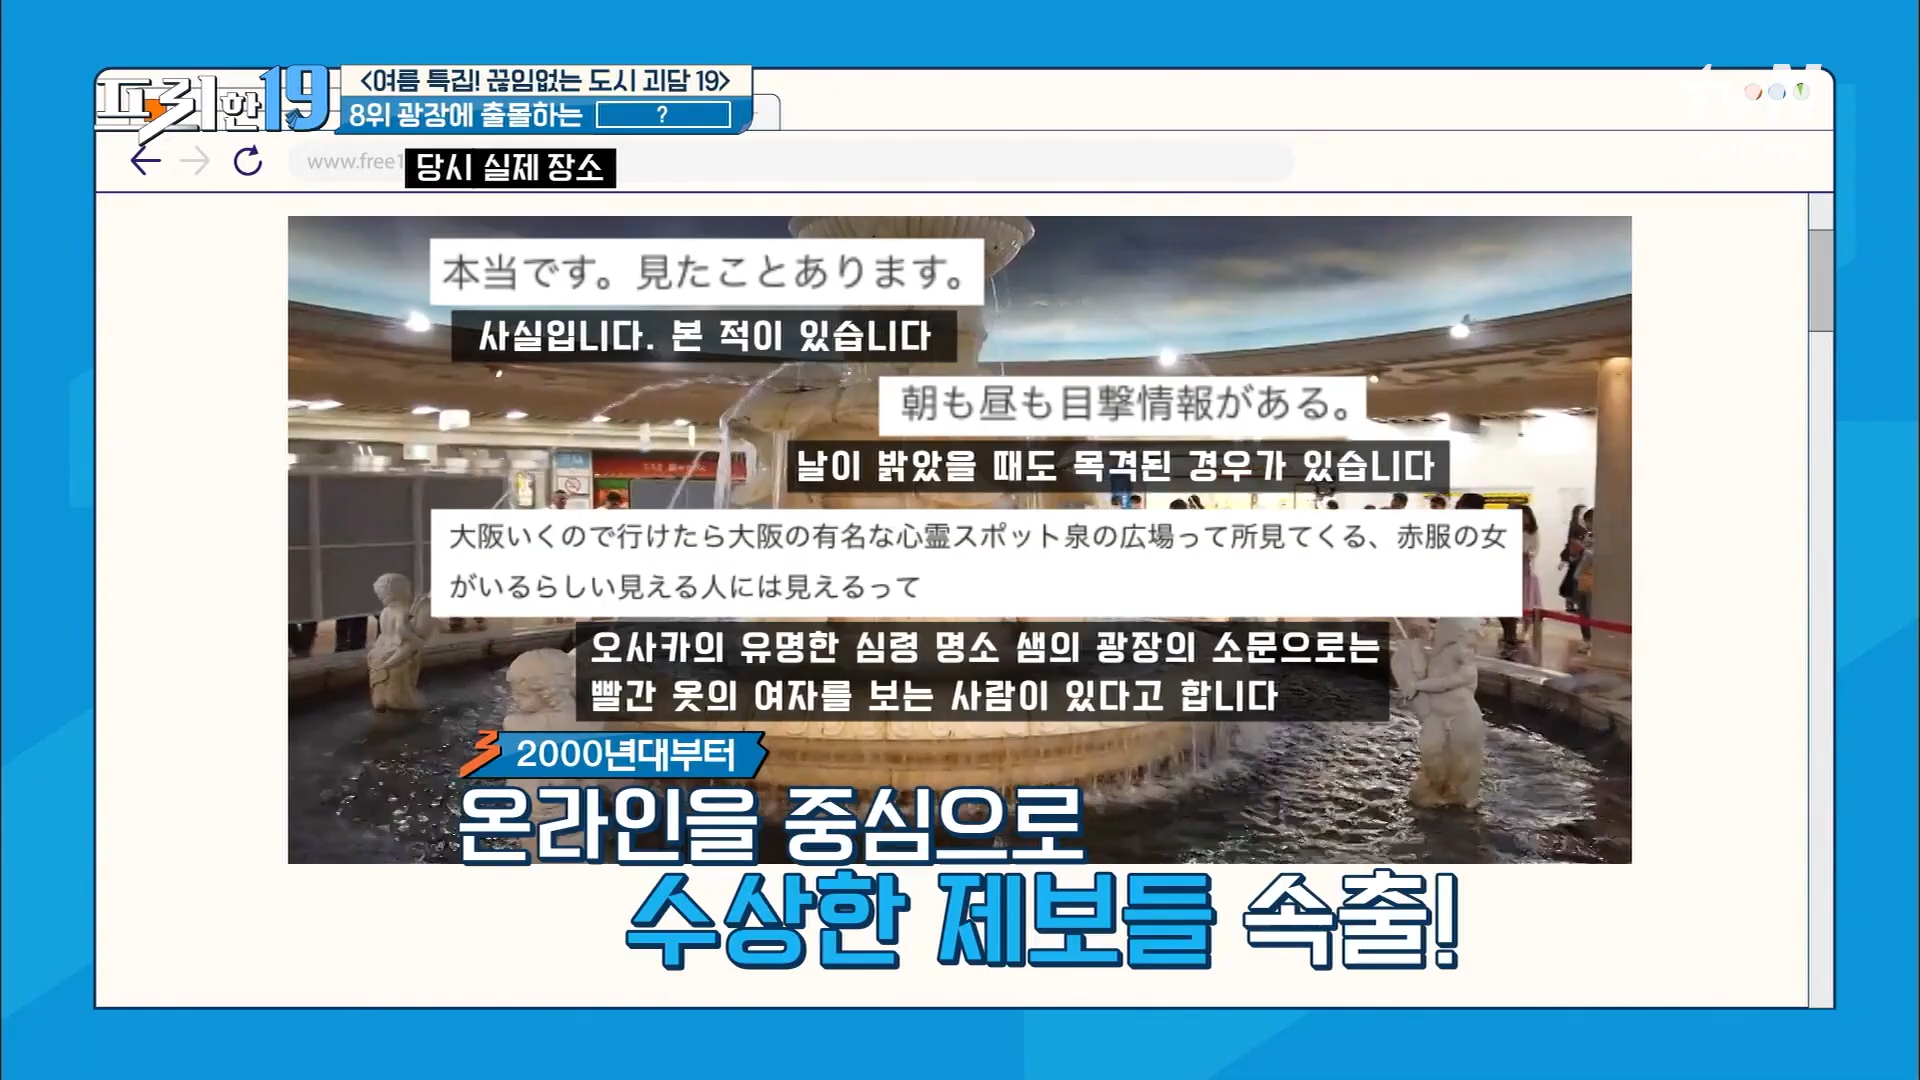 프리한19
<여름 특집! 끊임없는 도시 괴담 19>
8위 광장에 출몰하는 ?
www.free1
당시 실제 장소
本当です。見たことあります。
사실입니다. 본 적이 있습니다
朝も昼も目撃情報がある。
날이 밝았을 때도 목격된 경우가 있습니다
大阪いくので行けたら大阪の有名な心霊スポット泉の広場って所見てくる、赤服の女
がいるらしい見える人には見えるって
오사카의 유명한 심령 명소 샘의 광장의 소문으로는
빨간 옷의 여자를 보는 사람이 있다고 합니다
2000년대부터
온라인을 중심으로
수상한 제보들 속출!